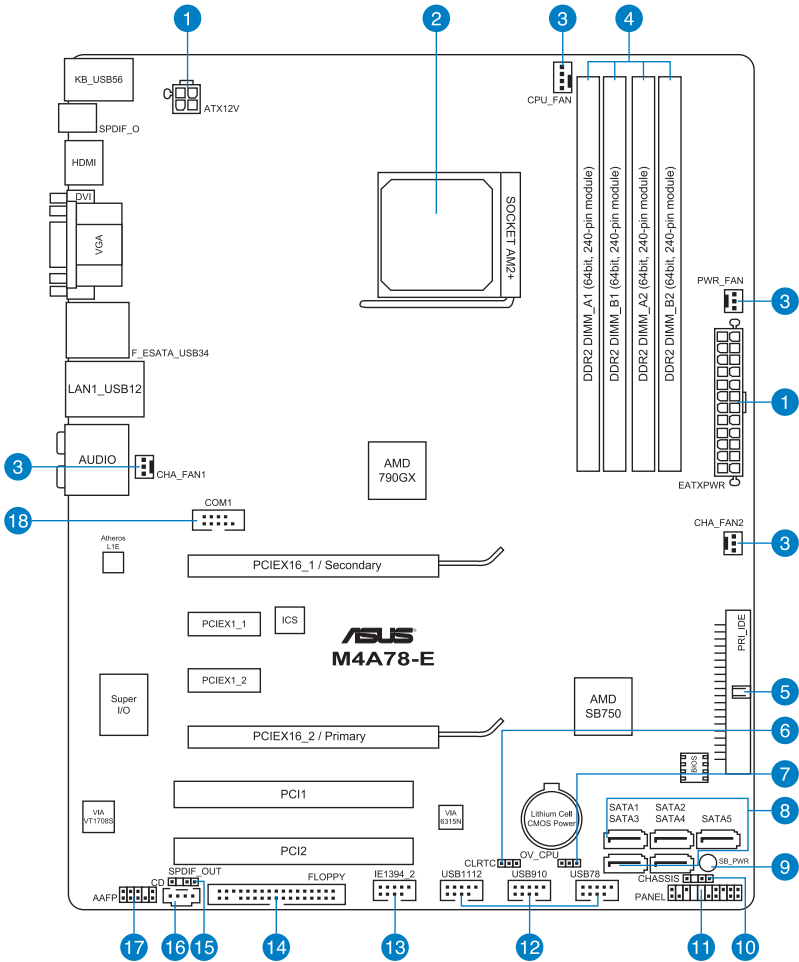 1
2
3
4
KB_USB56
ATX12V
CPU_FAN
SPDIF_O
HDMI
DVI
VGA
SOCKET AM2+
DDR2 DIMM_A1 (64bit, 240-pin module)
DDR2 DIMM_B1 (64bit, 240-pin module)
DDR2 DIMM_A2 (64bit, 240-pin module)
DDR2 DIMM_B2 (64bit, 240-pin module)
PWR_FAN
3
F_ESATA_USB34
LAN1_USB12
1
AUDIO
3
CHA_FAN1
AMD
790GX
EATXPWR
COM1
18
CHA_FAN2
3
Atheros
L1E
PCIEX16_1 / Secondary
PCIEX1_1
ICS
ASUS
M4A78-E
PRI_IDE
PCIEX1_2
Super
I/O
AMD
SB750
5
PCIEX16_2 / Primary
6
BIOS
7
PCI1
VIA
VT1708S
VIA
6315N
Lithium Cell
CMOS Power
SATA1
SATA3
SATA2
SATA4
SATA5
8
PCI2
CLRTC
OV_CPU
SB_PWR
9
SPDIF_OUT
CD
FLOPPY
IE1394_2
USB1112
USB910
USB78
CHASSIS
AAFP
PANEL
17
16
15
14
13
12
11
10